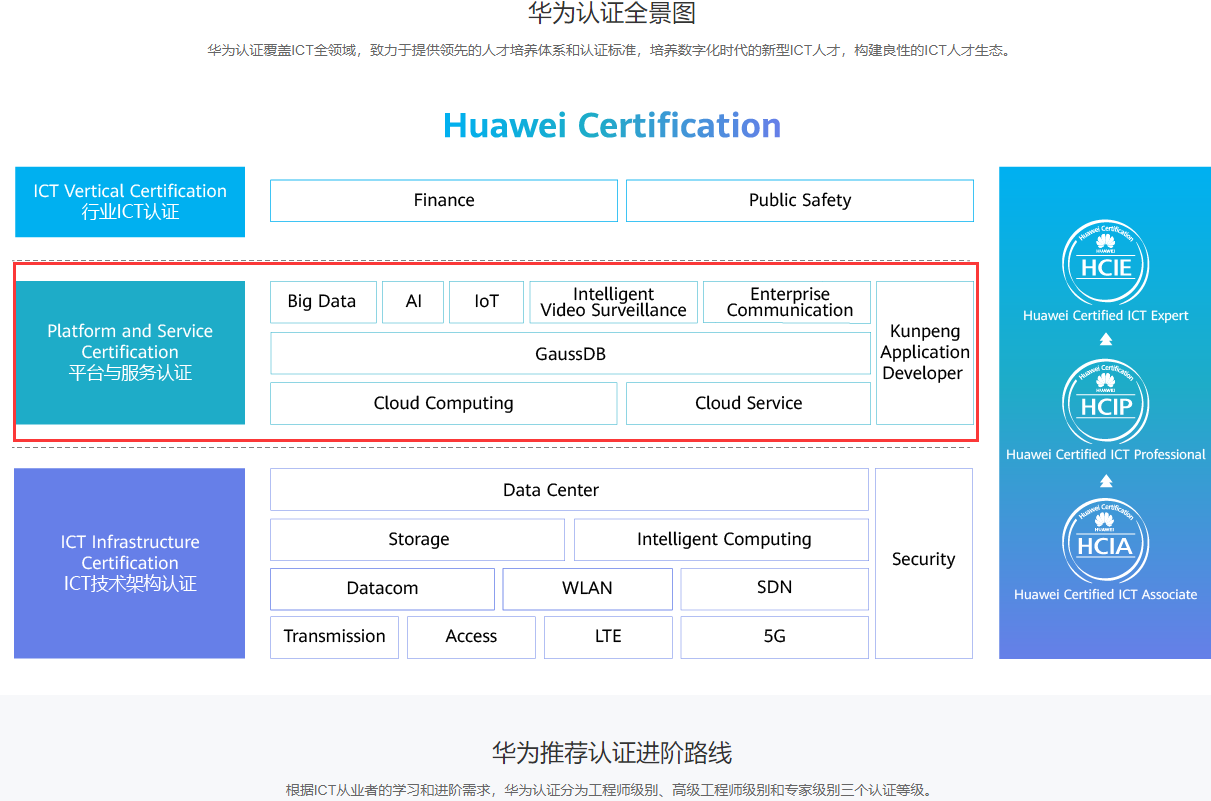 华为认证全景图
华为认证覆盖ICT全领域，致力于提供领先的人才培养体系和认证标准，培养数字化时代的新型ICT人才，构建良性的ICT人才生态。
Huawei Certification
ICT Vertical Certification
行业ICT认证
Finance
Public Safety
Platform and Service
Certification
平台与服务认证
Big Data
AI
IoT
Intelligent
Video Surveillance
Enterprise
Communication
Kunpeng
Application
Developer
GaussDB
Cloud Computing
Cloud Service
ICT Infrastructure
Certification
ICT技术架构认证
Data Center
Storage
Intelligent Computing
Datacom
WLAN
SDN
Transmission
Access
LTE
5G
Security
Huawei Certification
HUAWEI
HCIE
Huawei Certified ICT Expert
Huawei Certification
HUAWEI
HCIP
Huawei Certified ICT Professional
Huawei Certification
HUAWEI
HCIA
Huawei Certified ICT Associate
华为推荐认证进阶路线
根据ICT从业者的学习和进阶需求，华为认证分为工程师级别、高级工程师级别和专家级别三个认证等级。